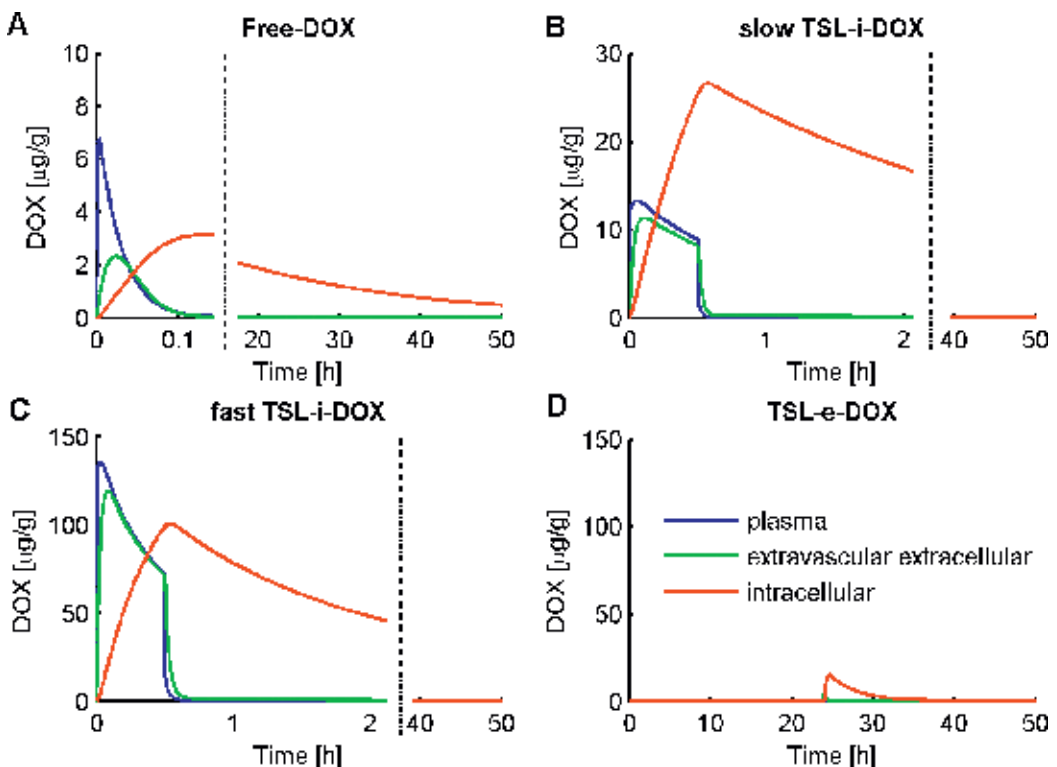 A
Free-DOX
10
8
6
4
2
0
DOX [µg/g]
0
0.1
20
30
40
50
Time [h]
B
slow TSL-i-DOX
30
20
10
0
DOX [µg/g]
0
1
2
40
50
Time [h]
C
fast TSL-i-DOX
150
100
50
0
DOX [µg/g]
0
1
2
40
50
Time [h]
D
TSL-e-DOX
150
100
50
0
DOX [µg/g]
plasma
extravascular extracellular
intracellular
0
10
20
30
40
50
Time [h]